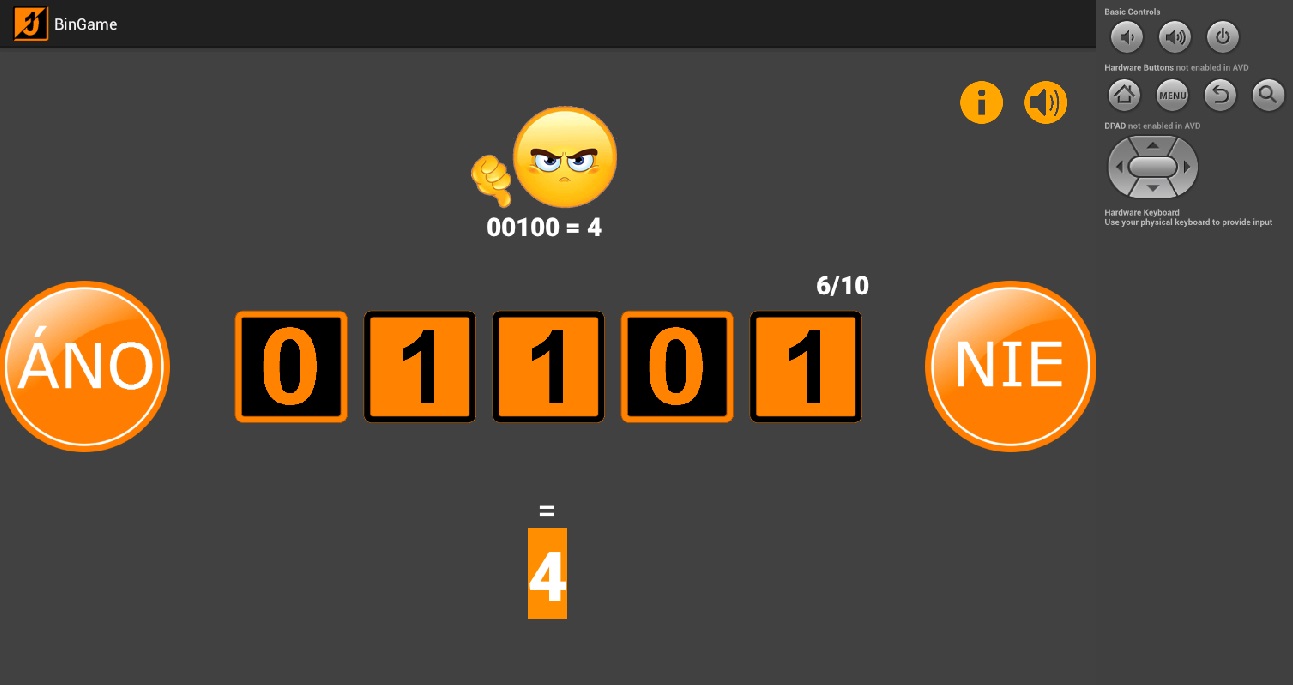 BinGame
Basic Controls
Hardware Buttons not enabled in AVD
MENU
DPAD not enabled in AVD
Hardware Keyboard
Use your physical keyboard to provide input
00100 = 4
6/10
ÁNO
0 1 1 0 1
NIE
=
4